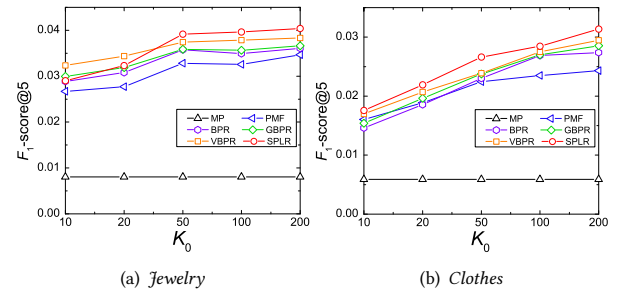 0.04
0.03
0.02
0.01
0.00
F1-score@5
MP PMF
BPR GBPR
VBPR SPLR
10 20 50 100 200
K0
(a) Jewelry
0.03
0.02
0.01
0.00
F1-score@5
MP PMF
BPR GBPR
VBPR SPLR
10 20 50 100 200
K0
(b) Clothes